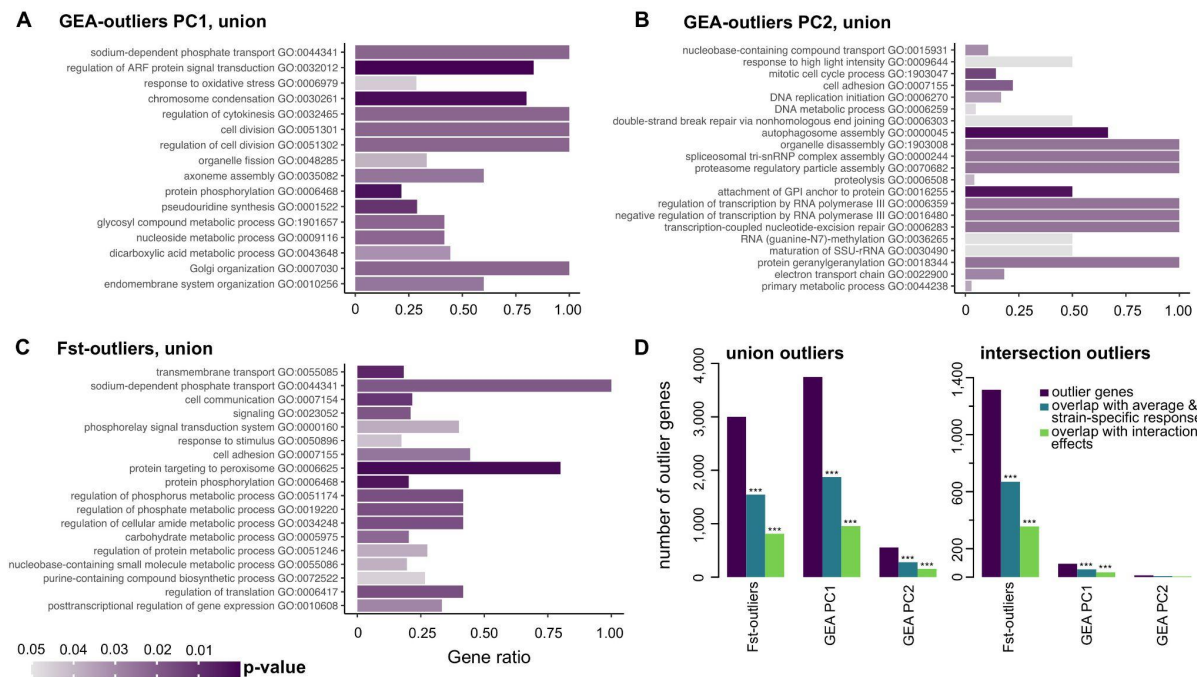 A GEA-outliers PC1, union
sodium-dependent phosphate transport GO:0044341
regulation of ARF protein signal transduction GO:0032012
response to oxidative stress GO:0006979
chromosome condensation GO:0030261
regulation of cytokinesis GO:0032465
cell division GO:0051301
regulation of cell division GO:0051302
organelle fission GO:0048285
axoneme assembly GO:0035082
protein phosphorylation GO:0006468
pseudouridine synthesis GO:0001522
glycosyl compound metabolic process GO:1901657
nucleoside metabolic process GO:0009116
dicarboxylic acid metabolic process GO:0043648
Golgi organization GO:0007030
endomembrane system organization GO:0010256
0 0.25 0.50 0.75 1.00
B GEA-outliers PC2, union
nucleobase-containing compound transport GO:0015931
response to high light intensity GO:0009644
mitotic cell cycle process GO:1903047
cell adhesion GO:0007155
DNA replication initiation GO:0006270
DNA metabolic process GO:0006259
double-strand break repair via nonhomologous end joining GO:0006303
autophagosome assembly GO:0000045
organelle disassembly GO:1903008
spliceosomal tri-snRNP complex assembly GO:0000244
proteasome regulatory particle assembly GO:0070682
proteolysis GO:0006508
attachment of GPI anchor to protein GO:0016255
regulation of transcription by RNA polymerase III GO:0006359
negative regulation of transcription by RNA polymerase III GO:0016480
transcription-coupled nucleotide-excision repair GO:0006283
RNA (guanine-N7)-methylation GO:0036265
maturation of SSU-rRNA GO:0030490
protein geranylgeranylation GO:0018344
electron transport chain GO:0022900
primary metabolic process GO:0044238
0 0.25 0.50 0.75 1.00
C Fst-outliers, union
transmembrane transport GO:0055085
sodium-dependent phosphate transport GO:0044341
cell communication GO:0007154
signaling GO:0023052
phosphorelay signal transduction system GO:0000160
response to stimulus GO:0050896
cell adhesion GO:0007155
protein targeting to peroxisome GO:0006625
protein phosphorylation GO:0006468
regulation of phosphorus metabolic process GO:0051174
regulation of phosphate metabolic process GO:0019220
regulation of cellular amide metabolic process GO:0034248
carbohydrate metabolic process GO:0005975
regulation of protein metabolic process GO:0051246
nucleobase-containing small molecule metabolic process GO:0055086
purine-containing compound biosynthetic process GO:0072522
regulation of translation GO:0006417
posttranscriptional regulation of gene expression GO:0010608
0 0.25 0.50 0.75 1.00
Gene ratio
0.05 0.04 0.03 0.02 0.01
p-value
D union outliers
number of outlier genes
4,000
3,000
2,000
1,000
0
*** *** *** *** *** ***
Fst-outliers
GEA PC1
GEA PC2
intersection outliers
1,400
1,000
600
200
0
outlier genes
overlap with average &
strain-specific response
overlap with interaction
effects
*** *** *** ***
Fst-outliers
GEA PC1
GEA PC2